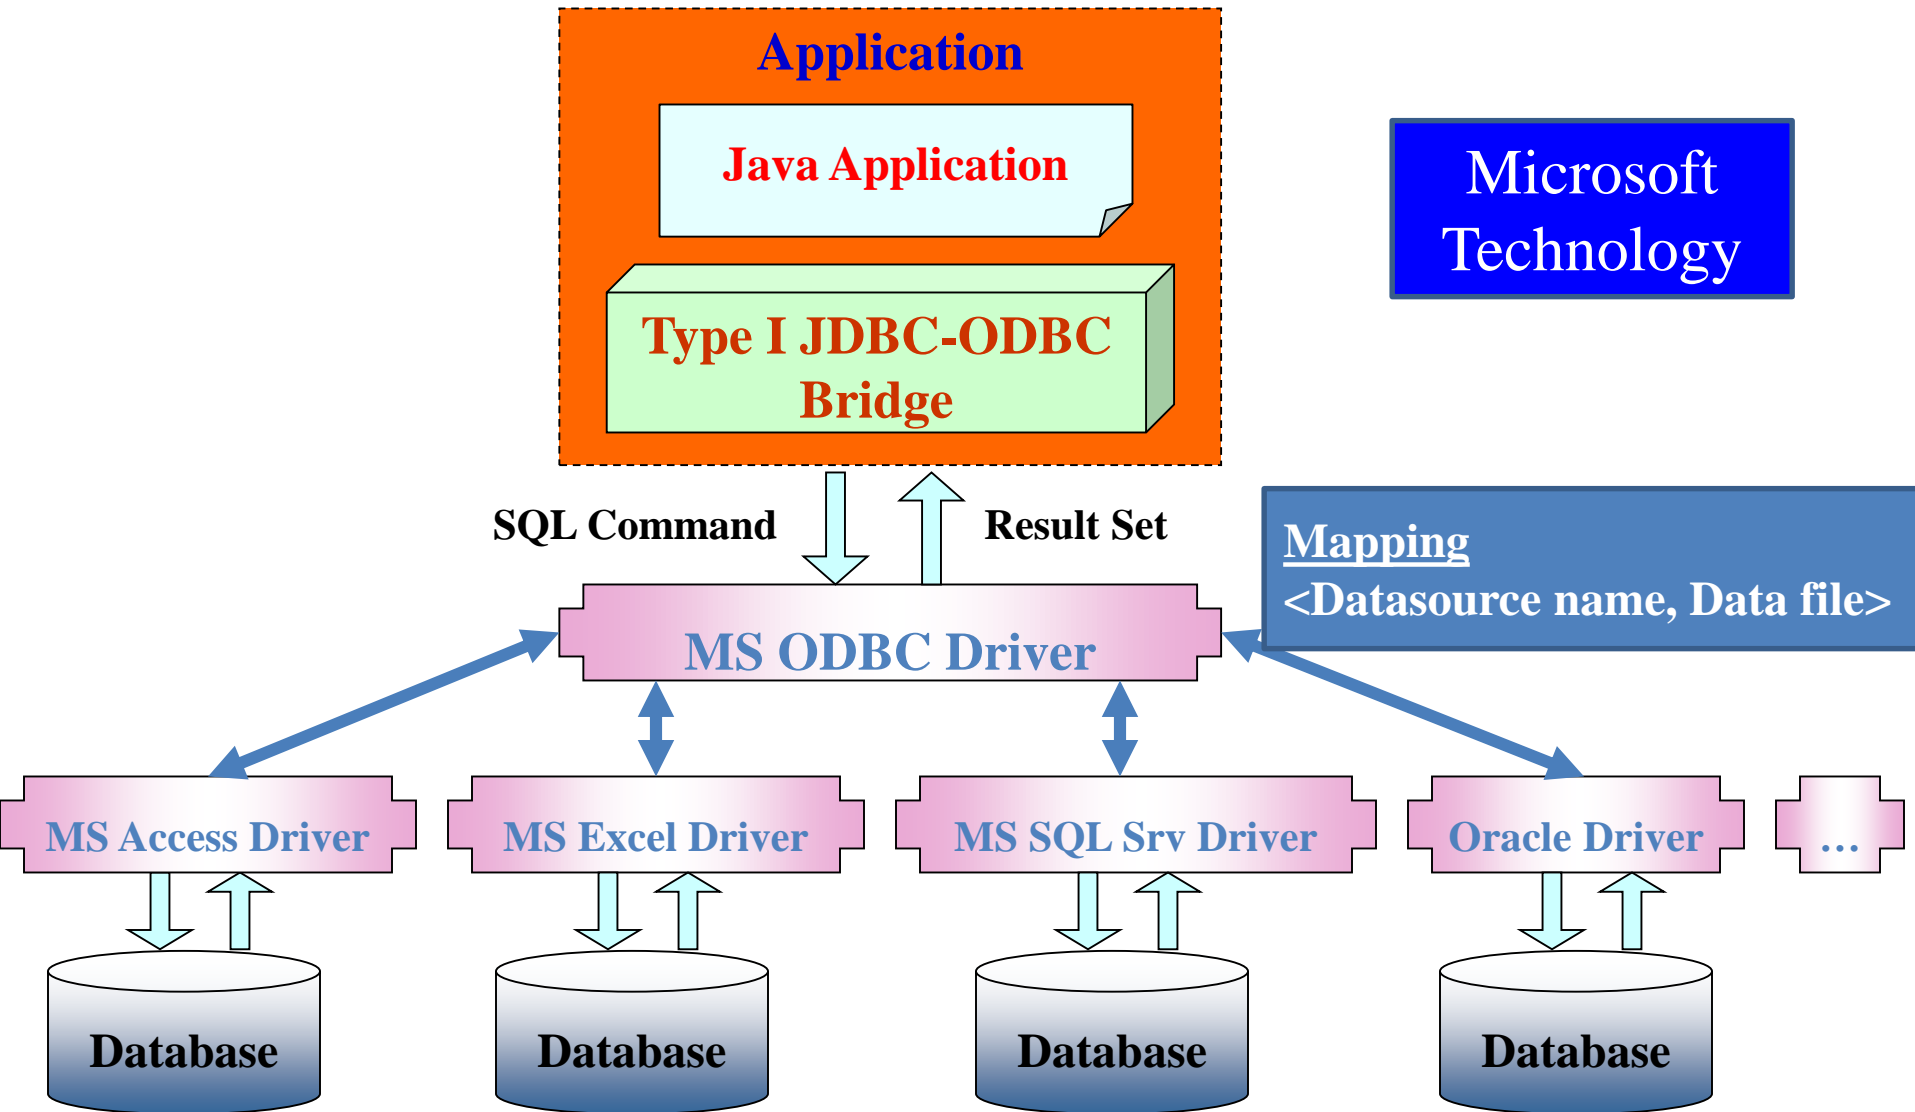 Application
Java Application
Microsoft
Technology
Type I JDBC-ODBC
Bridge
SQL Command
Result Set
Mapping
<Datasource name, Data file>
MS ODBC Driver
MS Access Driver
MS Excel Driver
MS SQL Srv Driver
Oracle Driver
…
Database
Database
Database
Database